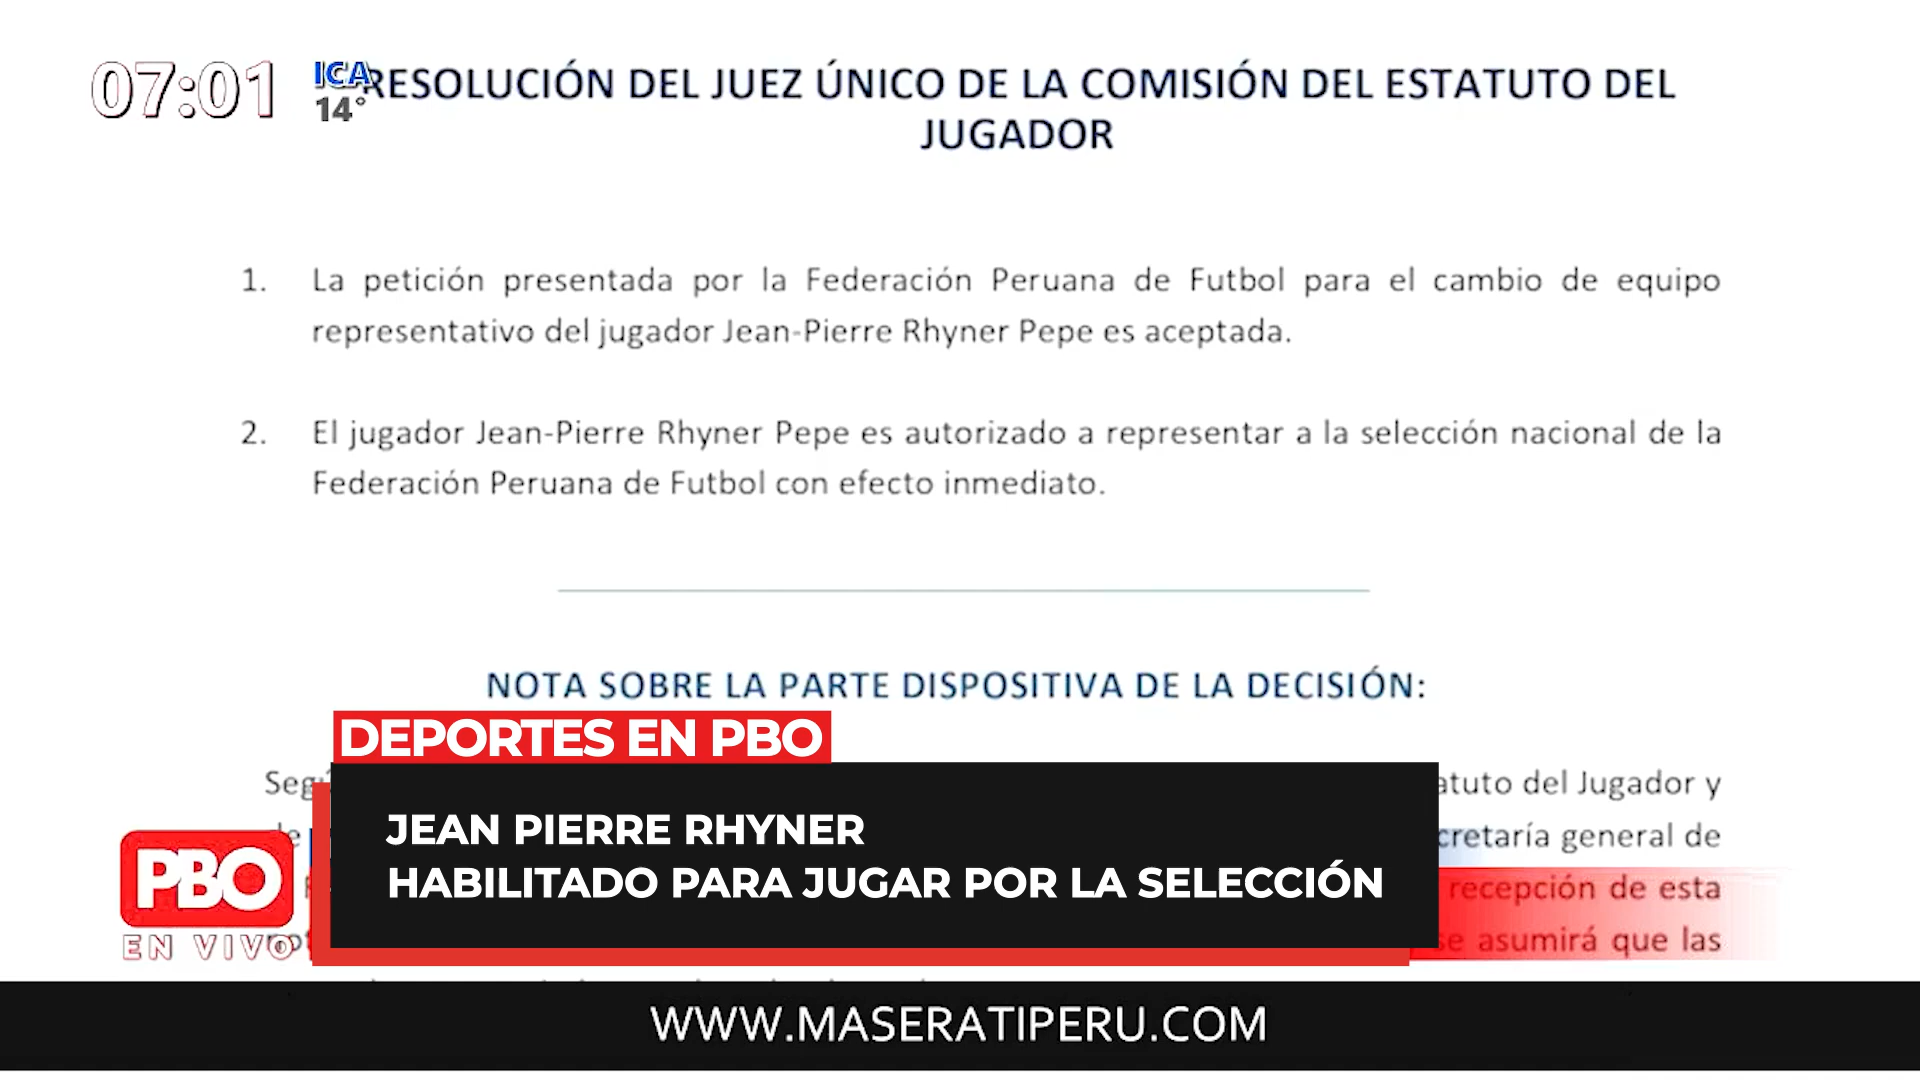 07:01
ICA
14°
RESOLUCIÓN DEL JUEZ ÚNICO DE LA COMISIÓN DEL ESTATUTO DEL
JUGADOR
1. La petición presentada por la Federación Peruana de Futbol para el cambio de equipo
representativo del jugador Jean-Pierre Rhyner Pepe es aceptada.
2. El jugador Jean-Pierre Rhyner Pepe es autorizado a representar a la selección nacional de la
Federación Peruana de Futbol con efecto inmediato.
NOTA SOBRE LA PARTE DISPOSITIVA DE LA DECISIÓN:
del Jugador y
general de
recepción de esta
se asumirá que las
DEPORTES EN PBO
JEAN PIERRE RHYNER
HABILITADO PARA JUGAR POR LA SELECCIÓN
PBO
EN VIVO
WWW.MASERATIPERU.COM